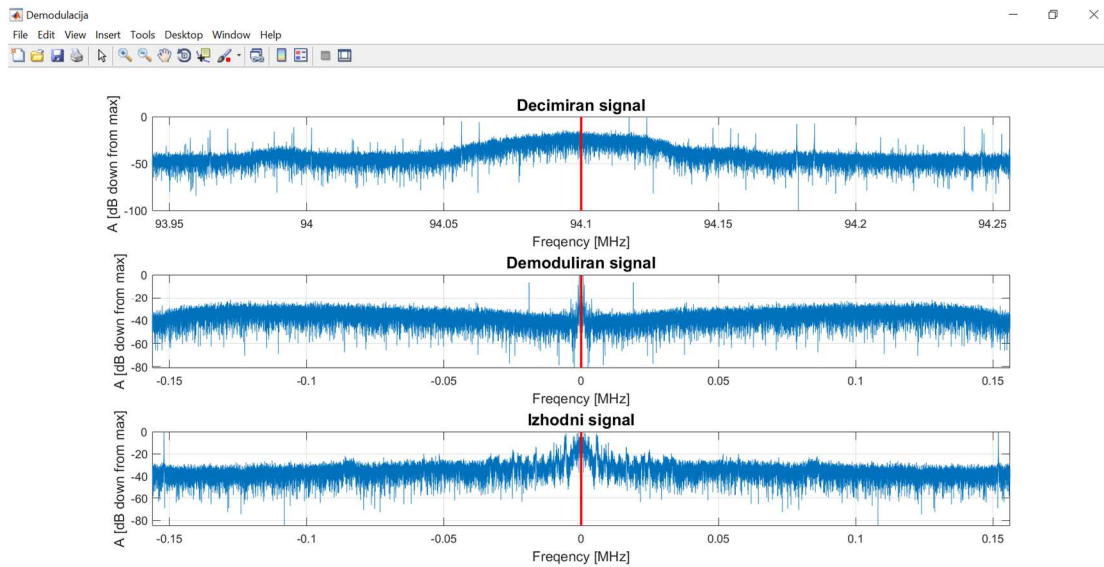 Demodulacija
File Edit View Insert Tools Desktop Window Help
Decimiran signal
A [dB down from max]
0
-50
-100
93.95 94 94.05 94.1 94.15 94.2 94.25
Freqency [MHz]
Demoduliran signal
A [dB down from max]
0
-20
-40
-60
-80
-0.15 -0.1 -0.05 0 0.05 0.1 0.15
Freqency [MHz]
Izhodni signal
A [dB down from max]
0
-20
-40
-60
-80
-0.15 -0.1 -0.05 0 0.05 0.1 0.15
Freqency [MHz]